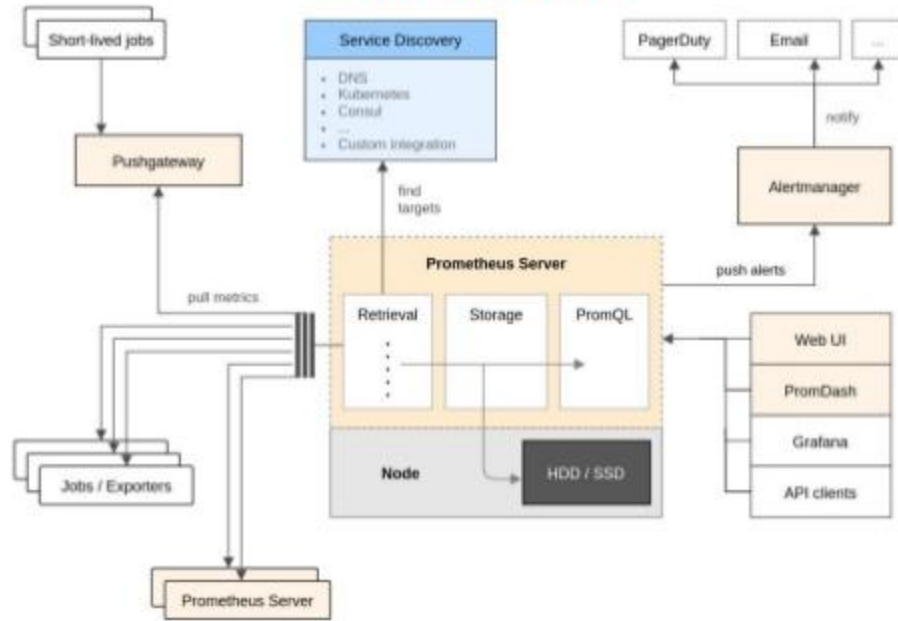 Short-lived jobs
Service Discovery
• DNS
• Kubernetes
• Consul
• ...
• Custom integration
PagerDuty
Email
...
notify
Pushgateway
Alertmanager
find
targets
Prometheus Server
push alerts
pull metrics
Retrieval
Storage
PromQL
Web UI
PromDash
Grafana
API clients
Node
HDD / SSD
Jobs / Exporters
Prometheus Server